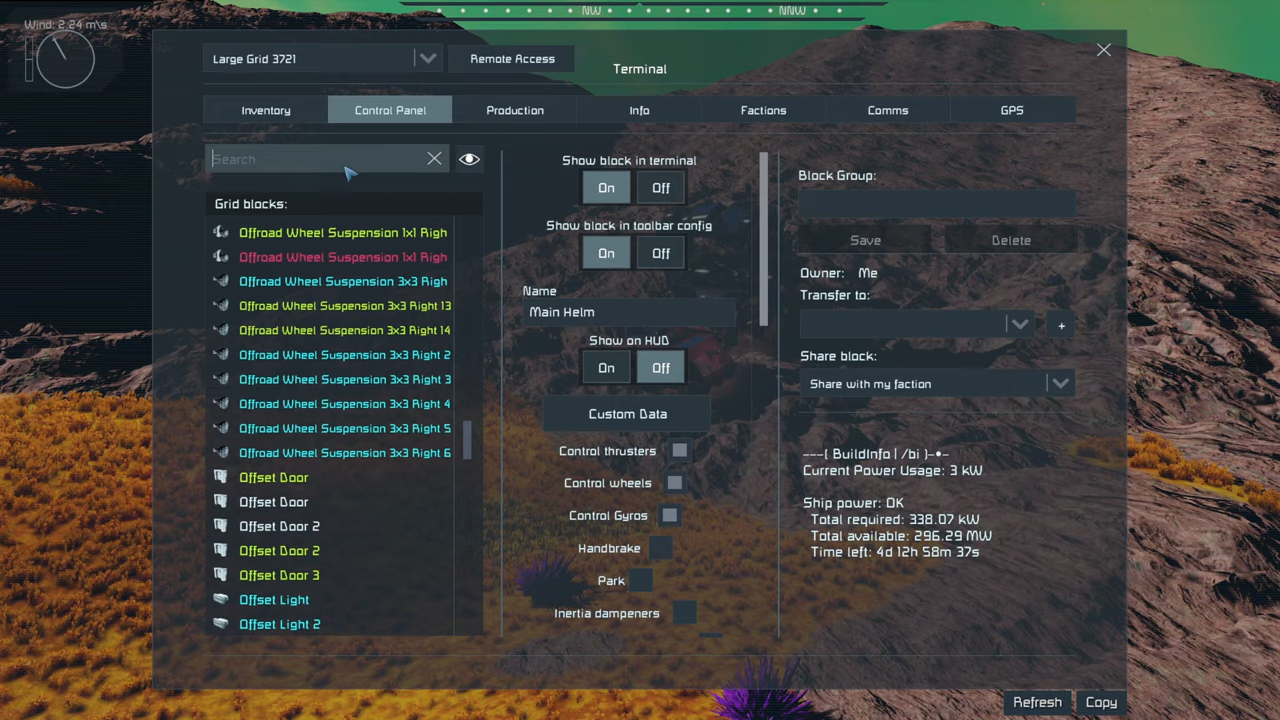 Wind: 2.24 m/s
NW
NNW
Large Grid 3721
Remote Access
Terminal
Inventory
Control Panel
Production
Info
Factions
Comms
GPS
Search
Grid blocks:
Offroad Wheel Suspension 1x1 Righ
Offroad Wheel Suspension 1x1 Righ
Offroad Wheel Suspension 3x3 Righ
Offroad Wheel Suspension 3x3 Right 13
Offroad Wheel Suspension 3x3 Right 14
Offroad Wheel Suspension 3x3 Right 2
Offroad Wheel Suspension 3x3 Right 3
Offroad Wheel Suspension 3x3 Right 4
Offroad Wheel Suspension 3x3 Right 5
Offroad Wheel Suspension 3x3 Right 6
Offset Door
Offset Door
Offset Door 2
Offset Door 2
Offset Door 3
Offset Light
Offset Light 2
Show block in terminal
On Off
Show block in toolbar config
On Off
Name
Main Helm
Show on HUD
On Off
Custom Data
Control thrusters
Control wheels
Control Gyros
Handbrake
Park
Inertia dampeners
Block Group:
Save
Delete
Owner: Me
Transfer to:
+
Share block:
Share with my faction
---( BuildInfo | /bi )-•-
Current Power Usage: 3 kW
Ship power: OK
Total required: 338.07 kW
Total available: 296.29 MW
Time left: 4d 12h 58m 37s
Refresh
Copy